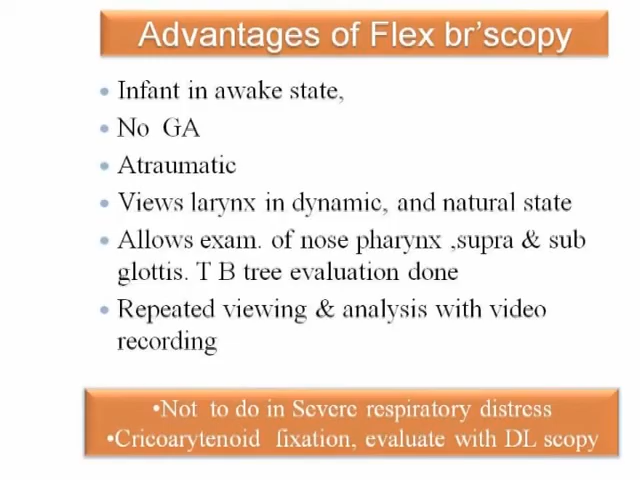 Advantages of Flex br'scopy
• Infant in awake state,
• No GA
• Atraumatic
• Views larynx in dynamic, and natural state
• Allows exam. of nose pharynx ,supra & sub
glottis. T B tree evaluation done
• Repeated viewing & analysis with video
recording
•Not to do in Severe respiratory distress
•Cricoarytenoid fixation, evaluate with DL scopy